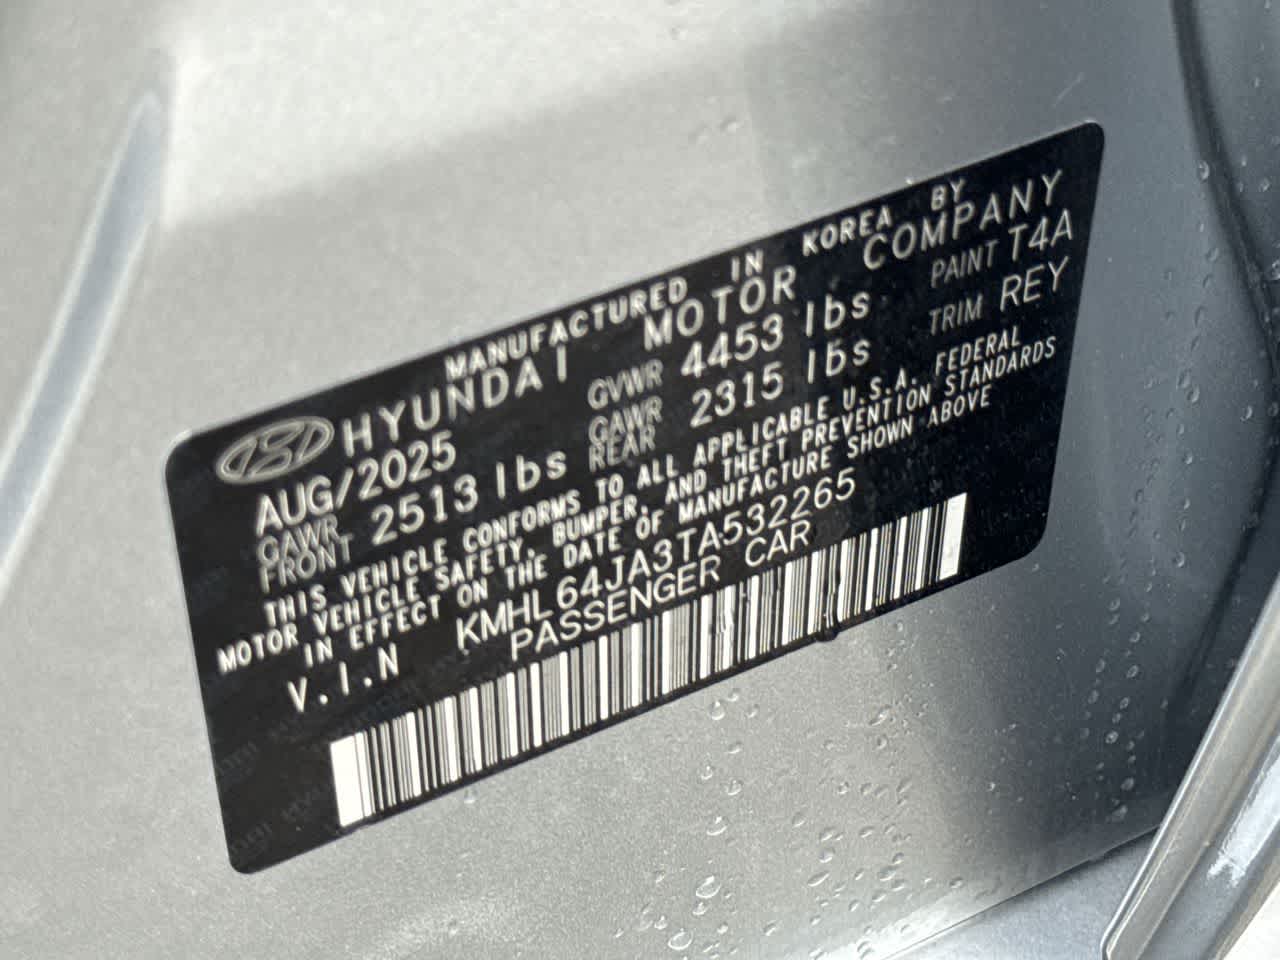 MANUFACTURED IN KOREA BY
HYUNDAI MOTOR COMPANY
AUG/2025 GVWR 4453 lbs PAINT T4A
GAWR FRONT 2513 lbs GAWR REAR 2315 lbs TRIM REY
THIS VEHICLE CONFORMS TO ALL APPLICABLE U.S.A. FEDERAL
MOTOR VEHICLE SAFETY, BUMPER, AND THEFT PREVENTION STANDARDS
IN EFFECT ON THE DATE OF MANUFACTURE SHOWN ABOVE
V.I.N KMHL64JA3TA532265
PASSENGER CAR